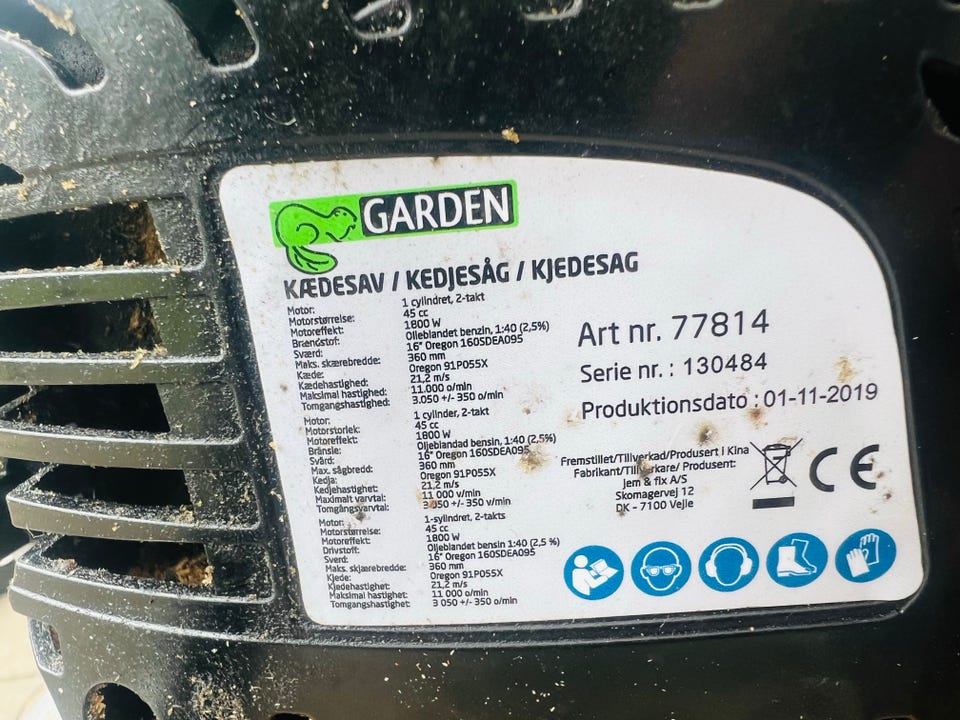 GARDEN
KÆDESAV / KEDJESÅG / KJEDESAG
Motor: 1 cylindret, 2-takt
Motorstørrelse: 45 cc
Motoreffekt: 1800 W
Brændstof: Olieblandet benzin, 1:40 (2,5%)
Sværd: 16" Oregon 160SDEA095
Maks. skærebredde: 360 mm
Kæde: Oregon 91P055X
Kædehastighed: 21,2 m/s
Maksimal hastighed: 11.000 o/min
Tomgangshastighed: 3.050 +/- 350 o/min
Motor: 1 cylinder, 2-takt
Motorstorlek: 45 cc
Motoreffekt: 1800 W
Bränsle: Oljeblandad bensin, 1:40 (2,5%)
Svärd: 16" Oregon 160SDEA095
Max. sågbredd: 360 mm
Kedja: Oregon 91P055X
Kedjehastighet: 21,2 m/s
Maximalt varvtal: 11 000 v/min
Tomgångsvarvtal: 3 050 +/- 350 v/min
Motor: 1-sylindret, 2-takts
Motorstørrelse: 45 cc
Motoreffekt: 1800 W
Drivstoff: Oljeblandet bensin, 1:40 (2,5 %)
Sverd: 16" Oregon 160SDEA095
Maks. skjærebredde: 360 mm
Kjede: Oregon 91P055X
Kjedehastighet: 21,2 m/s
Maksimal hastighet: 11 000 o/min
Tomgangshastighet: 3 050 +/- 350 o/min
Art nr. 77814
Serie nr. : 130484
Produktionsdato : 01-11-2019
Fremstillet/Tillverkad/Produsert i Kina
Fabrikant/Tillverkare/ Produsent:
jem & fix A/S
Skomagervej 12
DK - 7100 Vejle
CE